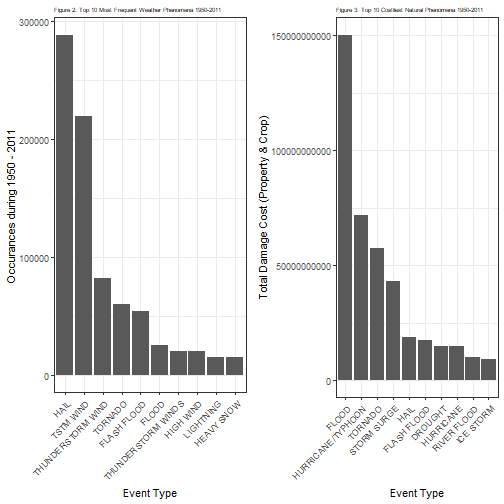 Figure 2. Top 10 Most Frequent Weather Phenomena 1950-2011
Occurances during 1950 - 2011
300000
200000
100000
0
HAIL
TSTM WIND
THUNDERSTORM WIND
TORNADO
FLASH FLOOD
FLOOD
THUNDERSTORM WINDS
HIGH WIND
LIGHTNING
HEAVY SNOW
Event Type
Figure 3. Top 10 Costliest Natural Phenomena 1950-2011
Total Damage Cost (Property & Crop)
150000000000
100000000000
50000000000
0
FLOOD
HURRICANE/TYPHOON
TORNADO
STORM SURGE
HAIL
FLASH FLOOD
DROUGHT
HURRICANE
RIVER FLOOD
ICE STORM
Event Type